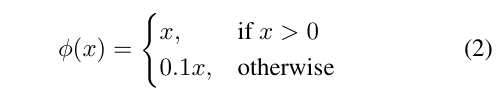 ϕ(x) = { x, if x > 0
0.1x, otherwise (2)